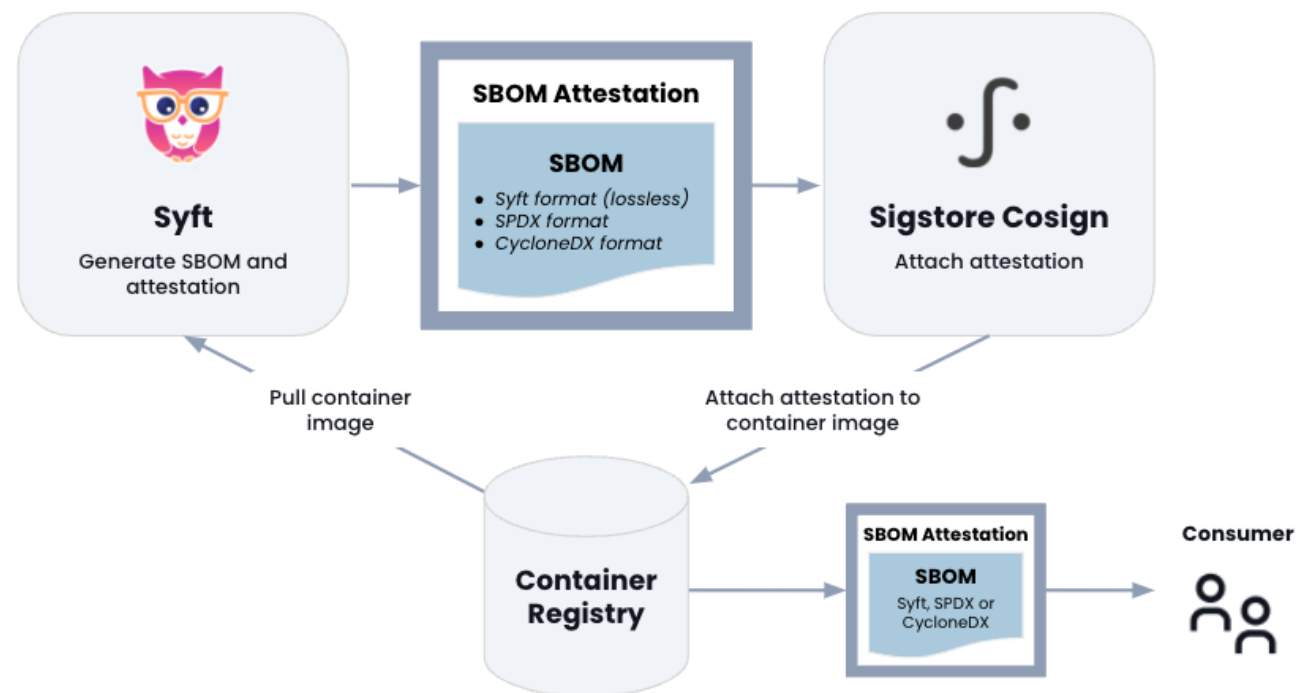 Syft
Generate SBOM and
attestation
SBOM Attestation
SBOM
• Syft format (lossless)
• SPDX format
• CycloneDX format
Sigstore Cosign
Attach attestation
Pull container
image
Attach attestation to
container image
Container
Registry
SBOM Attestation
SBOM
Syft, SPDX or
CycloneDX
Consumer